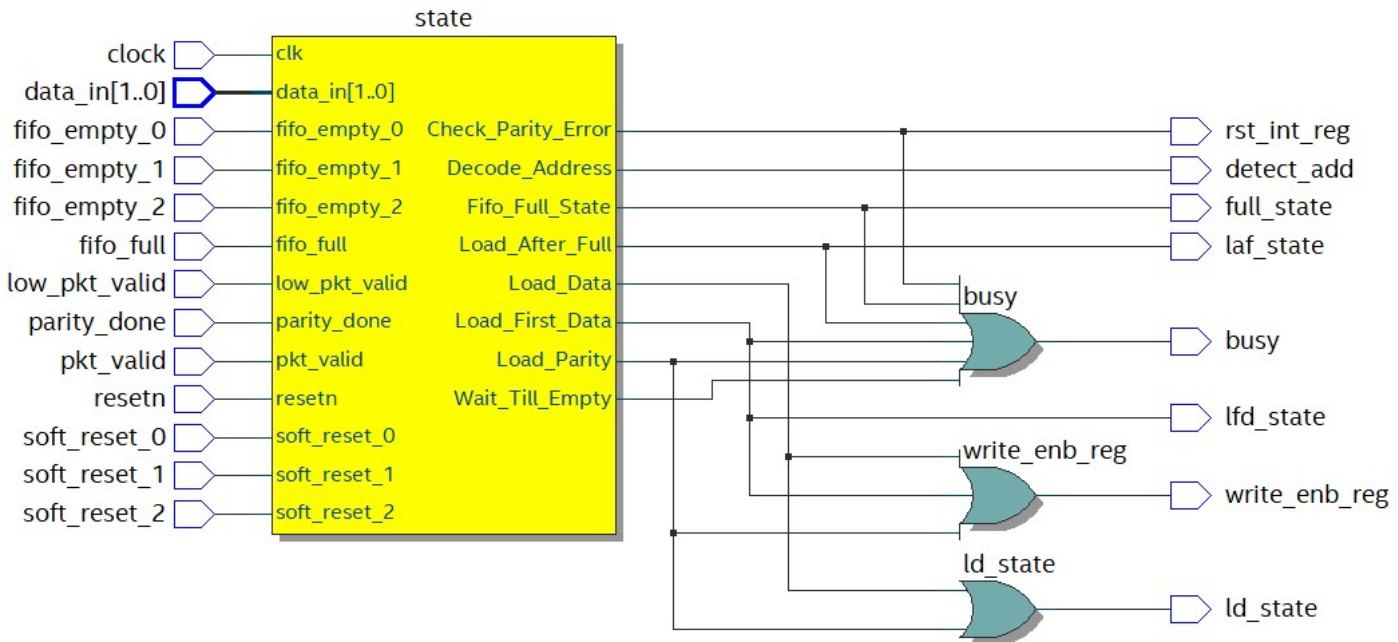 state
clock
data_in[1..0]
fifo_empty_0
fifo_empty_1
fifo_empty_2
fifo_full
low_pkt_valid
parity_done
pkt_valid
resetn
soft_reset_0
soft_reset_1
soft_reset_2
clk
data_in[1..0]
fifo_empty_0
fifo_empty_1
fifo_empty_2
fifo_full
low_pkt_valid
parity_done
pkt_valid
resetn
soft_reset_0
soft_reset_1
soft_reset_2
Check_Parity_Error
Decode_Address
Fifo_Full_State
Load_After_Full
Load_Data
Load_First_Data
Load_Parity
Wait_Till_Empty
busy
write_enb_reg
ld_state
rst_int_reg
detect_add
full_state
laf_state
busy
lfd_state
write_enb_reg
ld_state